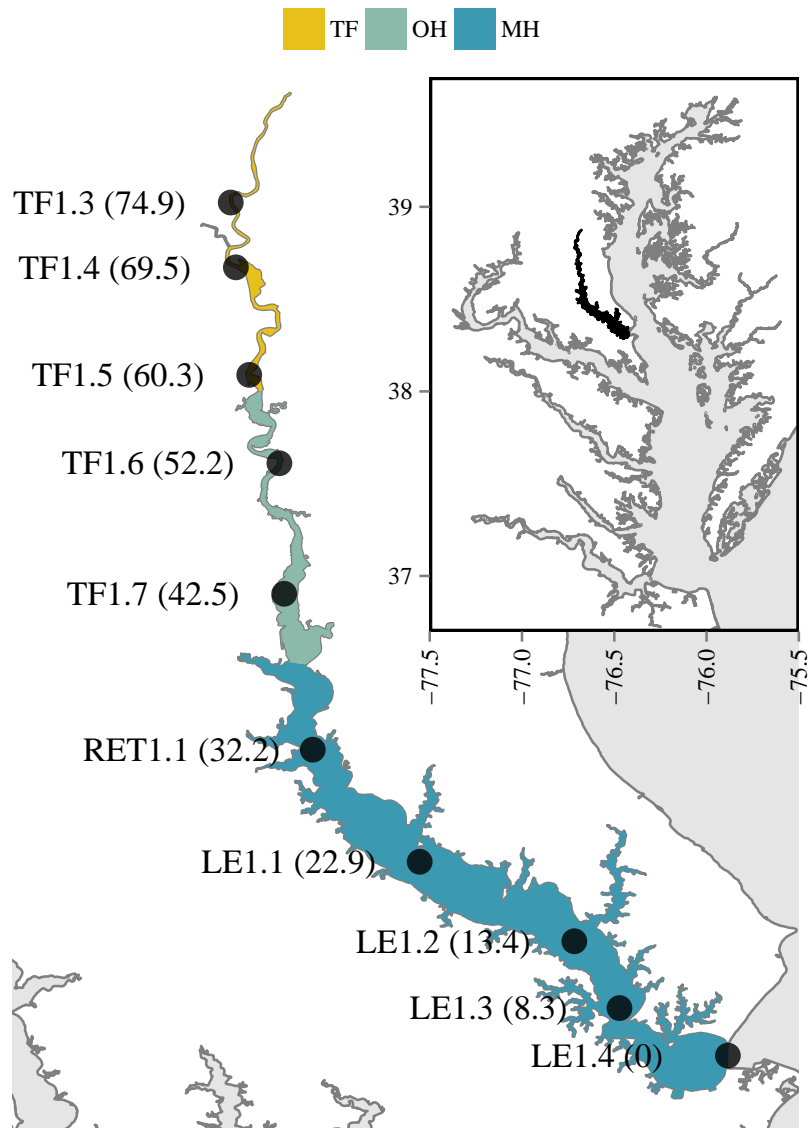 TF OH MH
TF1.3 (74.9)
TF1.4 (69.5)
TF1.5 (60.3)
TF1.6 (52.2)
TF1.7 (42.5)
RET1.1 (32.2)
LE1.1 (22.9)
LE1.2 (13.4)
LE1.3 (8.3)
LE1.4 (0)
39
38
37
−77.5
−77.0
−76.5
−76.0
−75.5